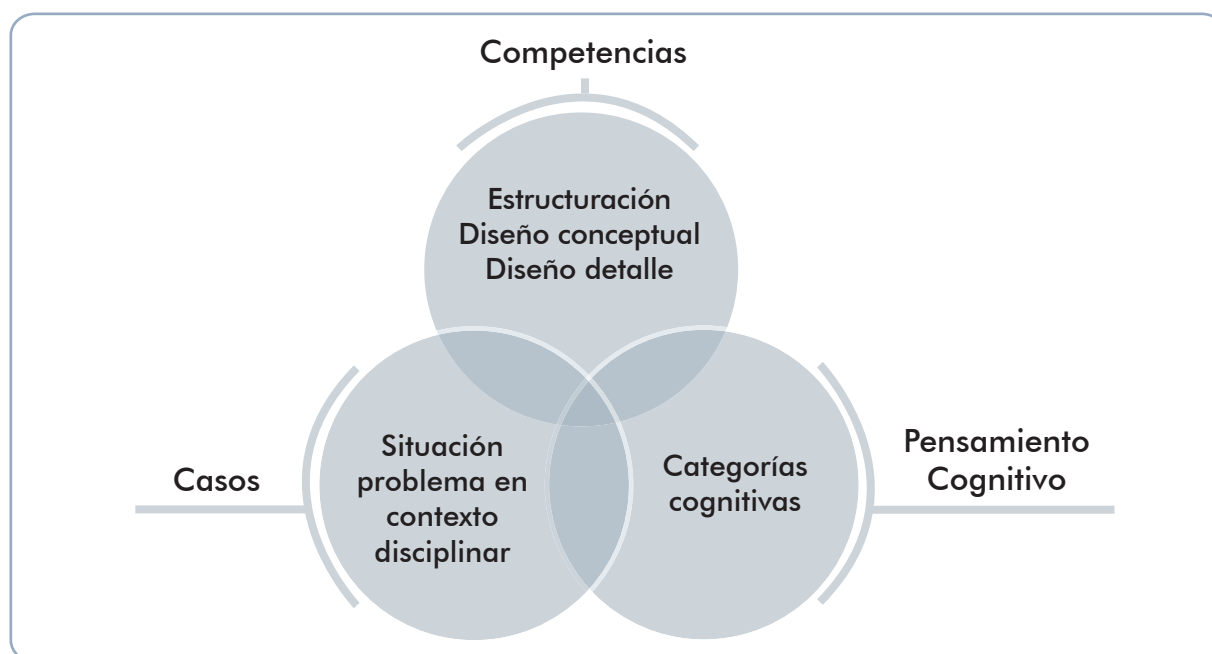 Competencias
Estructuración
Diseño conceptual
Diseño detalle
Casos
Situación
problema en
contexto
disciplinar
Categorías
cognitivas
Pensamiento
Cognitivo